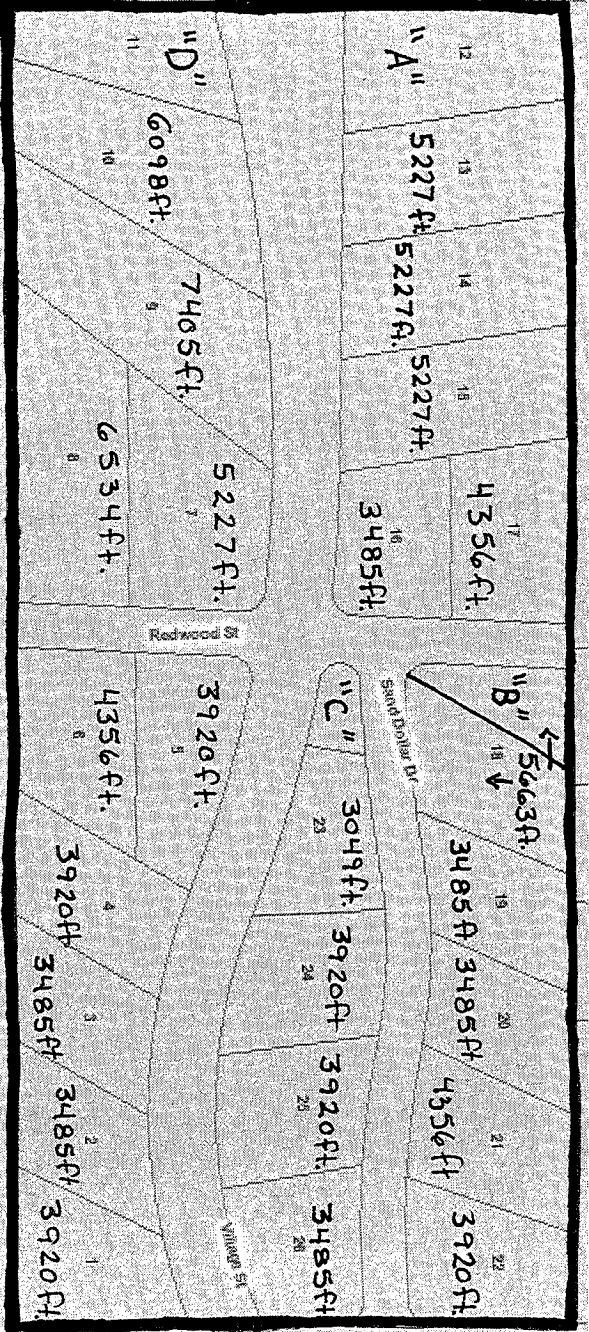 11
"D"
10
6098ft.
9
7405ft.
8
6534ft.
7
5227ft.
12
"A"
13
5227ft.
14
5227ft.
15
5227ft.
16
3485ft.
17
4356ft.
Redwood St
Sand Dollar Dr
"B"
18
5663ft.
19
3485ft
20
3485ft
21
4356ft
22
3920ft.
"C"
23
3049ft.
24
3920ft
25
3920ft.
26
3485ft
Village St
5
3920ft.
6
4356ft.
4
3920ft
3
3485ft
2
3485ft
1
3920ft.